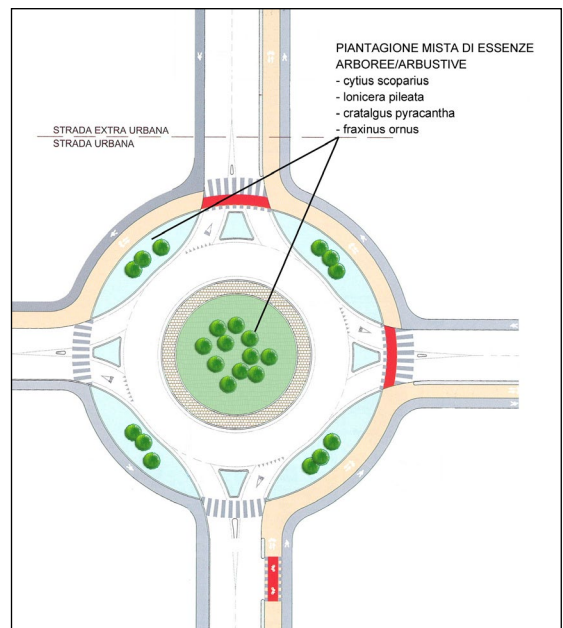 PIANTAGIONE MISTA DI ESSENZE
ARBOREE/ARBUSTIVE
- cytius scoparius
- lonicera pileata
- cratalgus pyracantha
- fraxinus ornus
STRADA EXTRA URBANA
STRADA URBANA